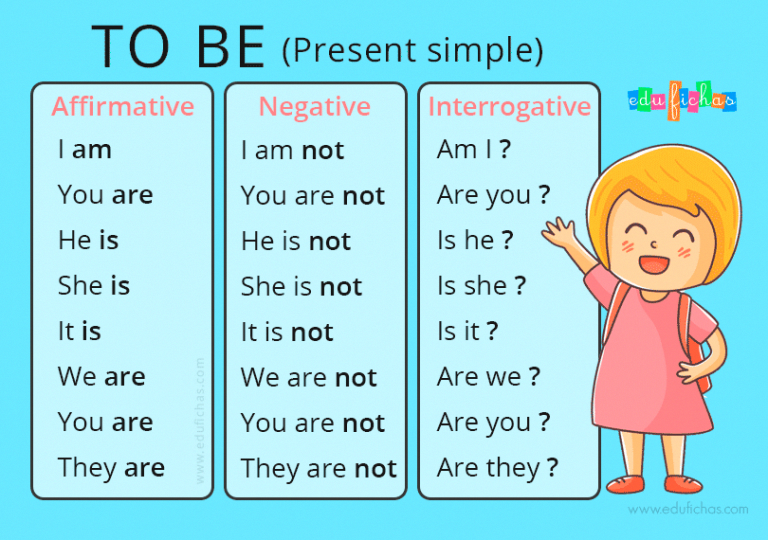 TO BE (Present simple)
edufichas
Affirmative
I am
You are
He is
She is
It is
We are
You are
They are
www.edufichas.com
Negative
I am not
You are not
He is not
She is not
It is not
We are not
You are not
They are not
Interrogative
Am I ?
Are you ?
Is he ?
Is she ?
Is it ?
Are we ?
Are you ?
Are they ?
www.edufichas.com